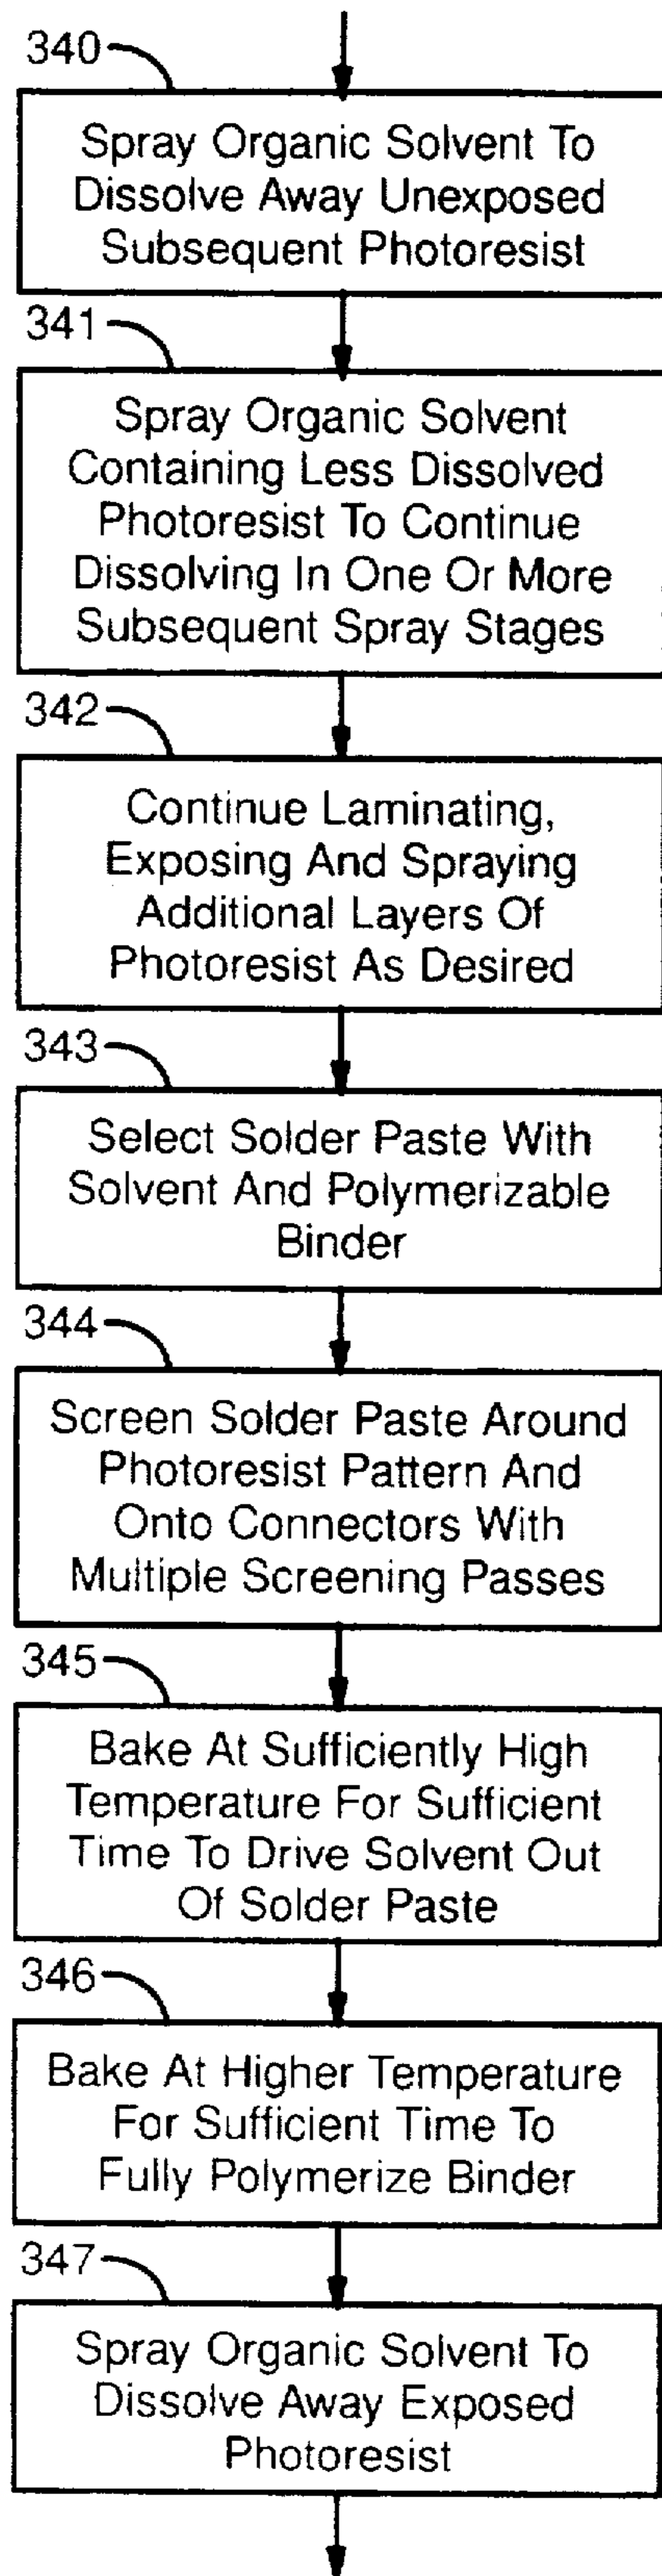 340
Spray Organic Solvent To
Dissolve Away Unexposed
Subsequent Photoresist
341
Spray Organic Solvent
Containing Less Dissolved
Photoresist To Continue
Dissolving In One Or More
Subsequent Spray Stages
342
Continue Laminating,
Exposing And Spraying
Additional Layers Of
Photoresist As Desired
343
Select Solder Paste With
Solvent And Polymerizable
Binder
344
Screen Solder Paste Around
Photoresist Pattern And
Onto Connectors With
Multiple Screening Passes
345
Bake At Sufficiently High
Temperature For Sufficient
Time To Drive Solvent Out
Of Solder Paste
346
Bake At Higher Temperature
For Sufficient Time To
Fully Polymerize Binder
347
Spray Organic Solvent To
Dissolve Away Exposed
Photoresist